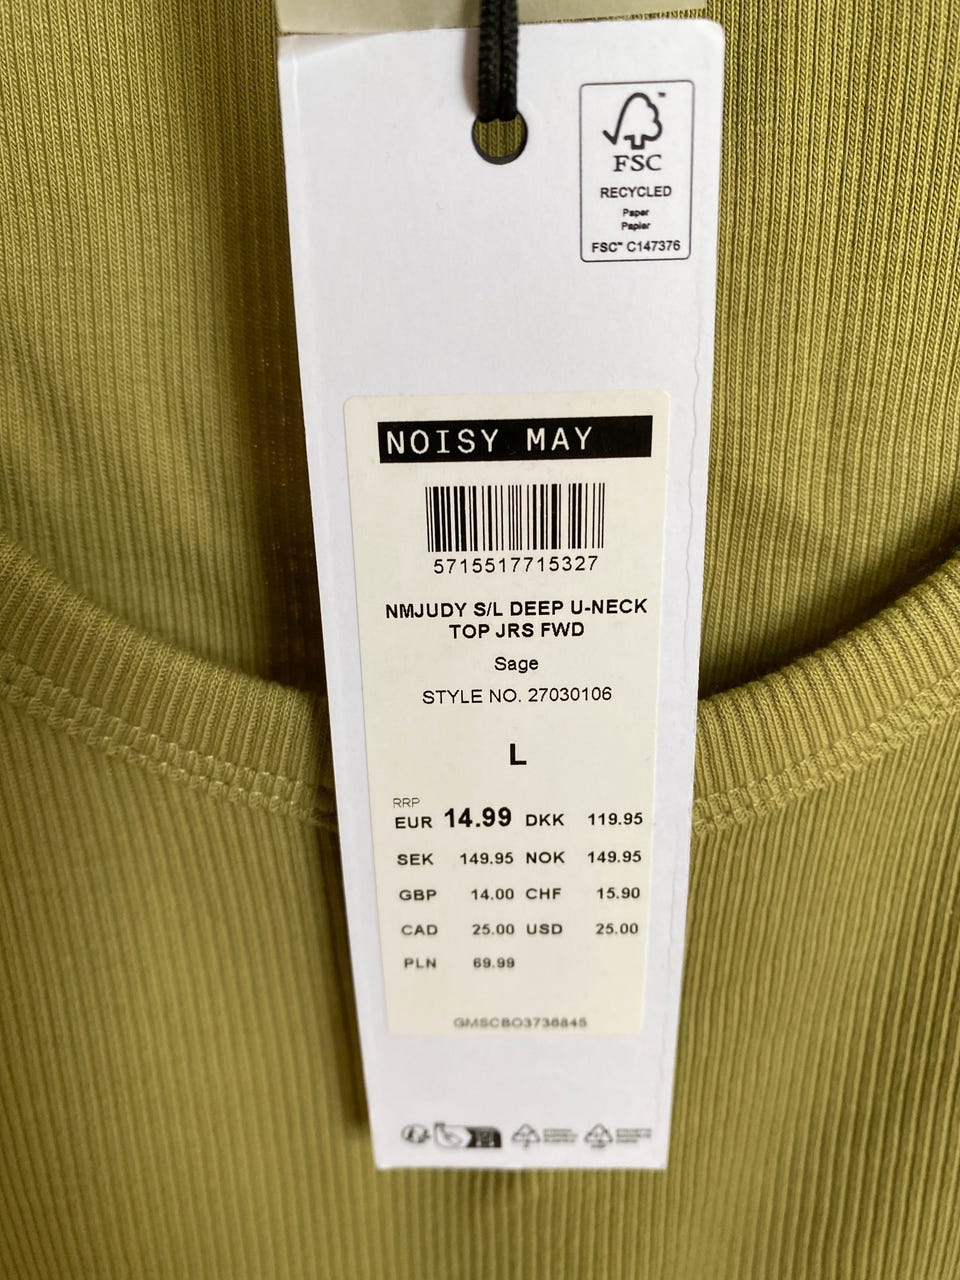 FSC™
RECYCLED
Paper
Papier
FSC™ C147376
NOISY MAY
5715517715327
NMJUDY S/L DEEP U-NECK
TOP JRS FWD
Sage
STYLE NO. 27030106
L
RRP
EUR 14.99 DKK 119.95
SEK 149.95 NOK 149.95
GBP 14.00 CHF 15.90
CAD 25.00 USD 25.00
PLN 69.99
GMSCBO3736845